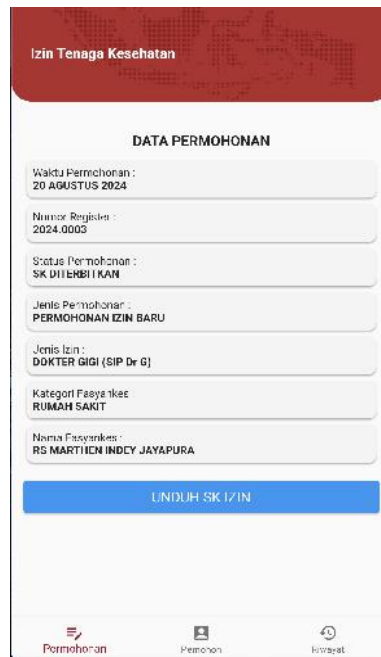 Izin Tenaga Kesehatan
DATA PERMOHONAN
Waktu Permohonan :
20 AGUSTUS 2024
Nomor Register :
2024.0003
Status Permohonan :
SK DITERBITKAN
Jenis Permohonan :
PERMOHONAN IZIN BARU
Jenis Izin :
DOKTER GIGI (SIP Dr G)
Kategori Fasyankes
RUMAH SAKIT
Nama Fasyankes :
RS MARTHEN INDEY JAYAPURA
UNDUH SK IZIN
Permohonan
Pemohon
Riwayat